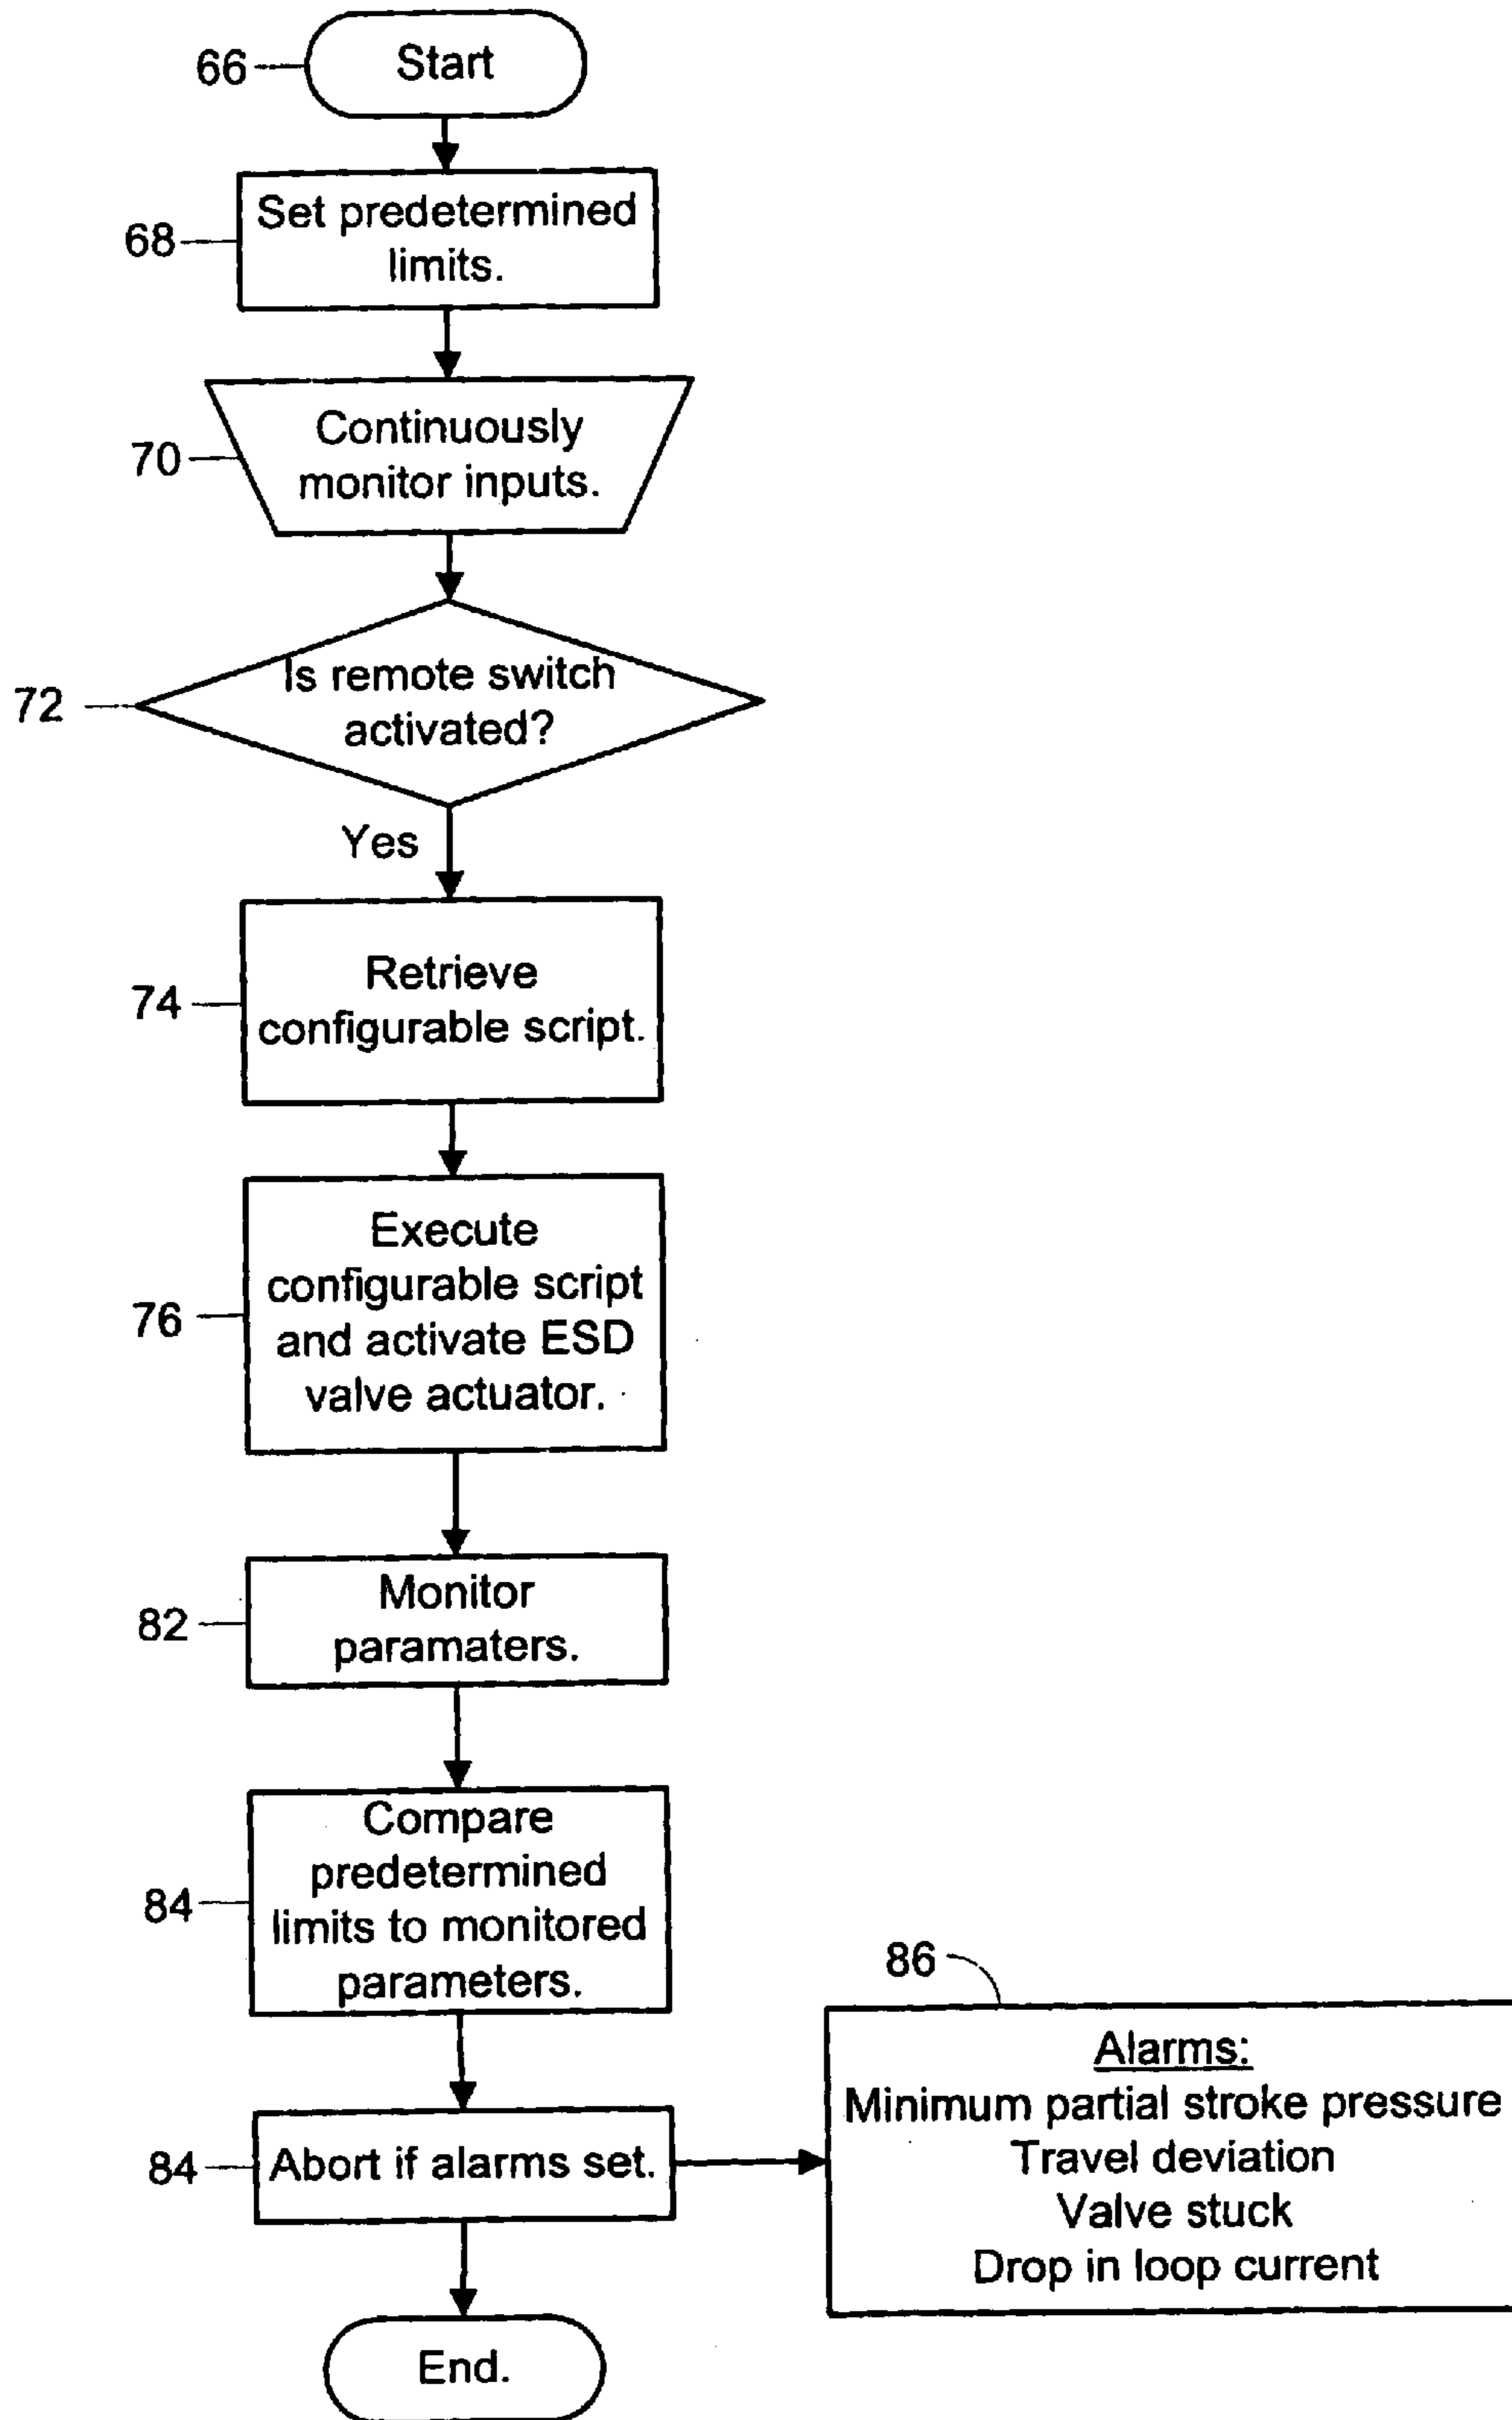 66
Start
68
Set predetermined
limits.
70
Continuously
monitor inputs.
72
Is remote switch
activated?
Yes
74
Retrieve
configurable script.
76
Execute
configurable script
and activate ESD
valve actuator.
82
Monitor
paramaters.
84
Compare
predetermined
limits to monitored
parameters.
84
Abort if alarms set.
86
Alarms:
Minimum partial stroke pressure
Travel deviation
Valve stuck
Drop in loop current
End.